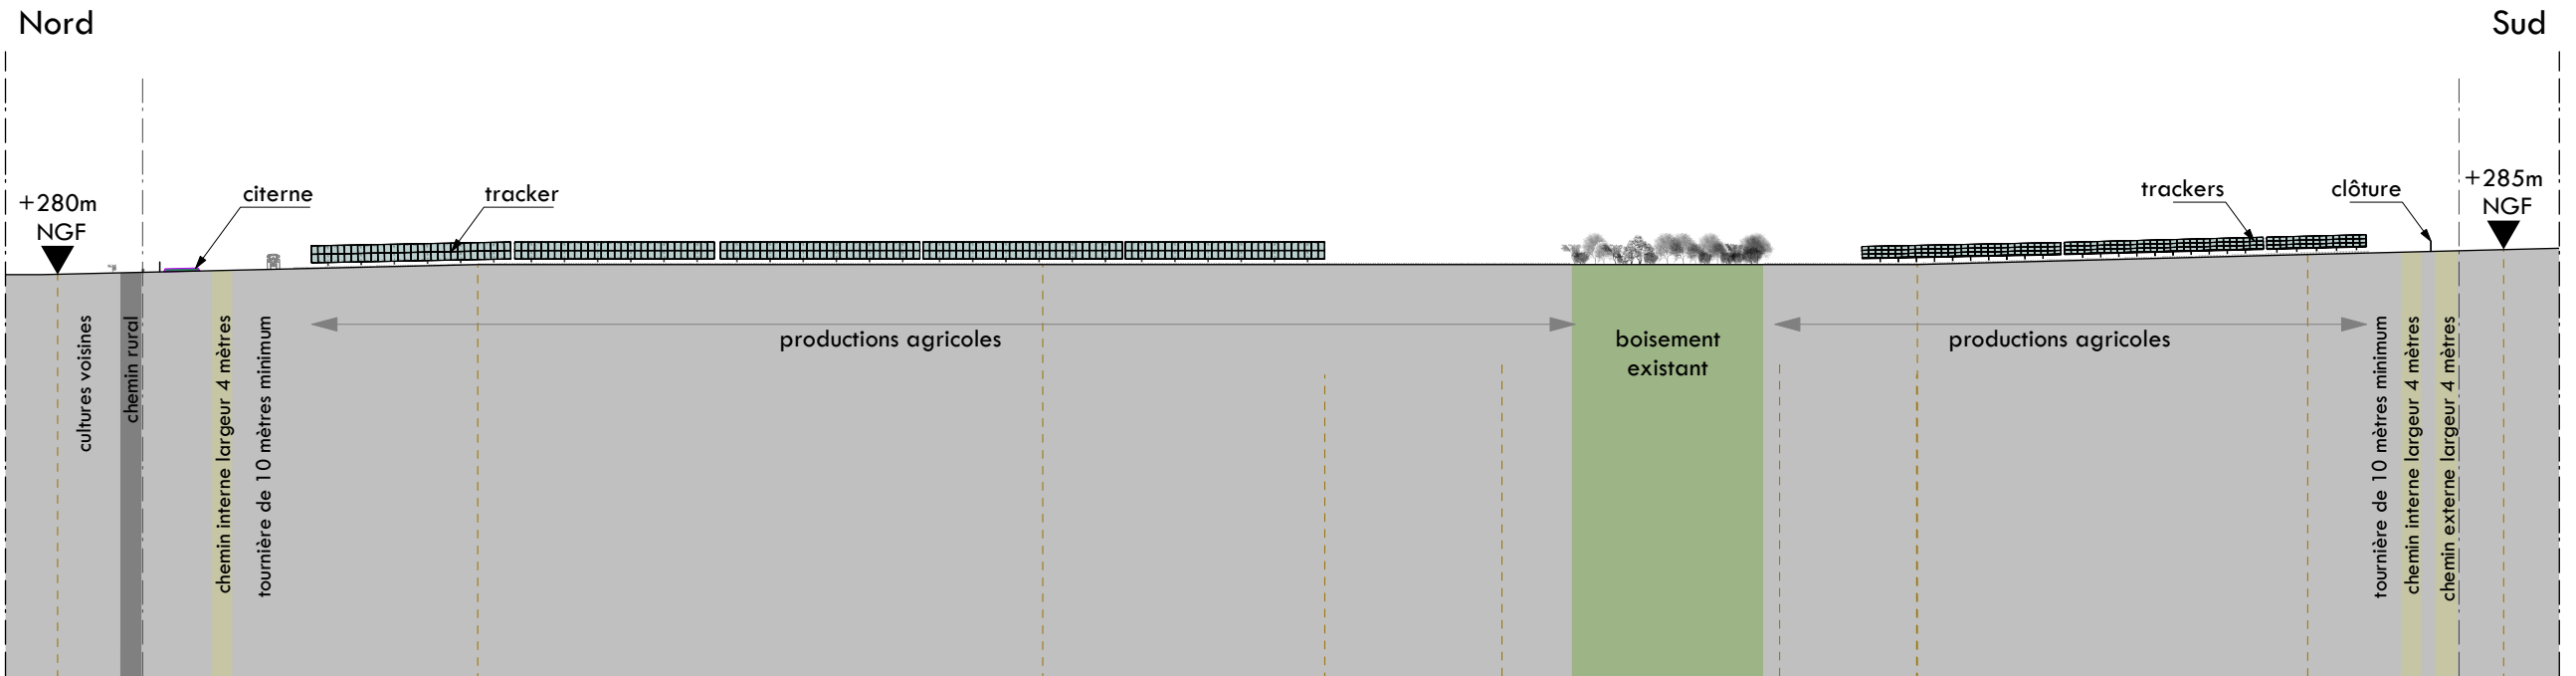 Nord
Sud
+280m
NGF
citerne
tracker
trackers
clôture
+285m
NGF
cultures voisines
chemin rural
chemin interne largeur 4 mètres
tournière de 10 mètres minimum
productions agricoles
boisement
existant
productions agricoles
tournière de 10 mètres minimum
chemin interne largeur 4 mètres
chemin externe largeur 4 mètres